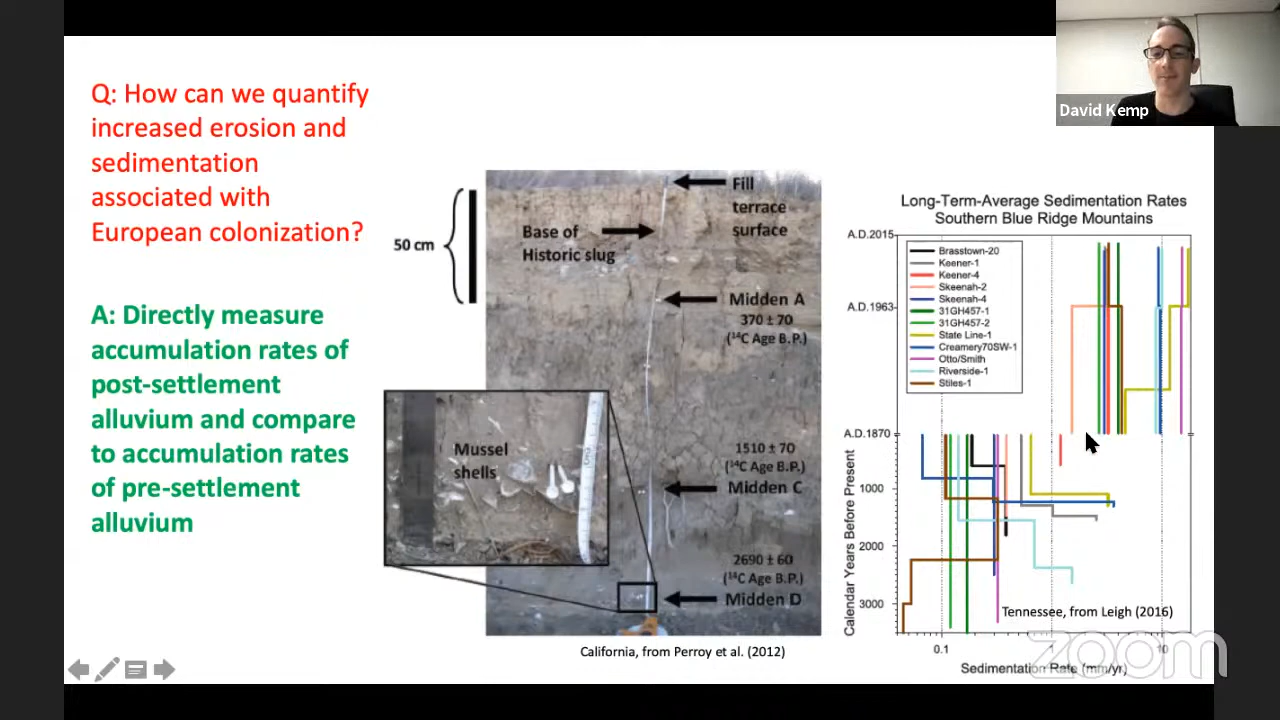 Q: How can we quantify
increased erosion and
sedimentation
associated with
European colonization?
A: Directly measure
accumulation rates of
post-settlement
alluvium and compare
to accumulation rates
of pre-settlement
alluvium
50 cm
Fill
terrace
surface
Base of
Historic slug
Midden A
370 ± 70
(¹⁴C Age B.P.)
Mussel
shells
1510 ± 70
(¹⁴C Age B.P.)
Midden C
2690 ± 60
(¹⁴C Age B.P.)
Midden D
California, from Perroy et al. (2012)
Long-Term-Average Sedimentation Rates
Southern Blue Ridge Mountains
A.D.2015
A.D.1963
A.D.1870
1000
2000
3000
Calendar Years Before Present
Brasstown-20
Keener-1
Keener-4
Skeenah-2
Skeenah-4
31GH457-1
31GH457-2
State Line-1
Creamery70SW-1
Otto/Smith
Riverside-1
Stiles-1
Tennessee, from Leigh (2016)
0.1
1
10
Sedimentation Rate (mm/yr.)
David Kemp
zoom